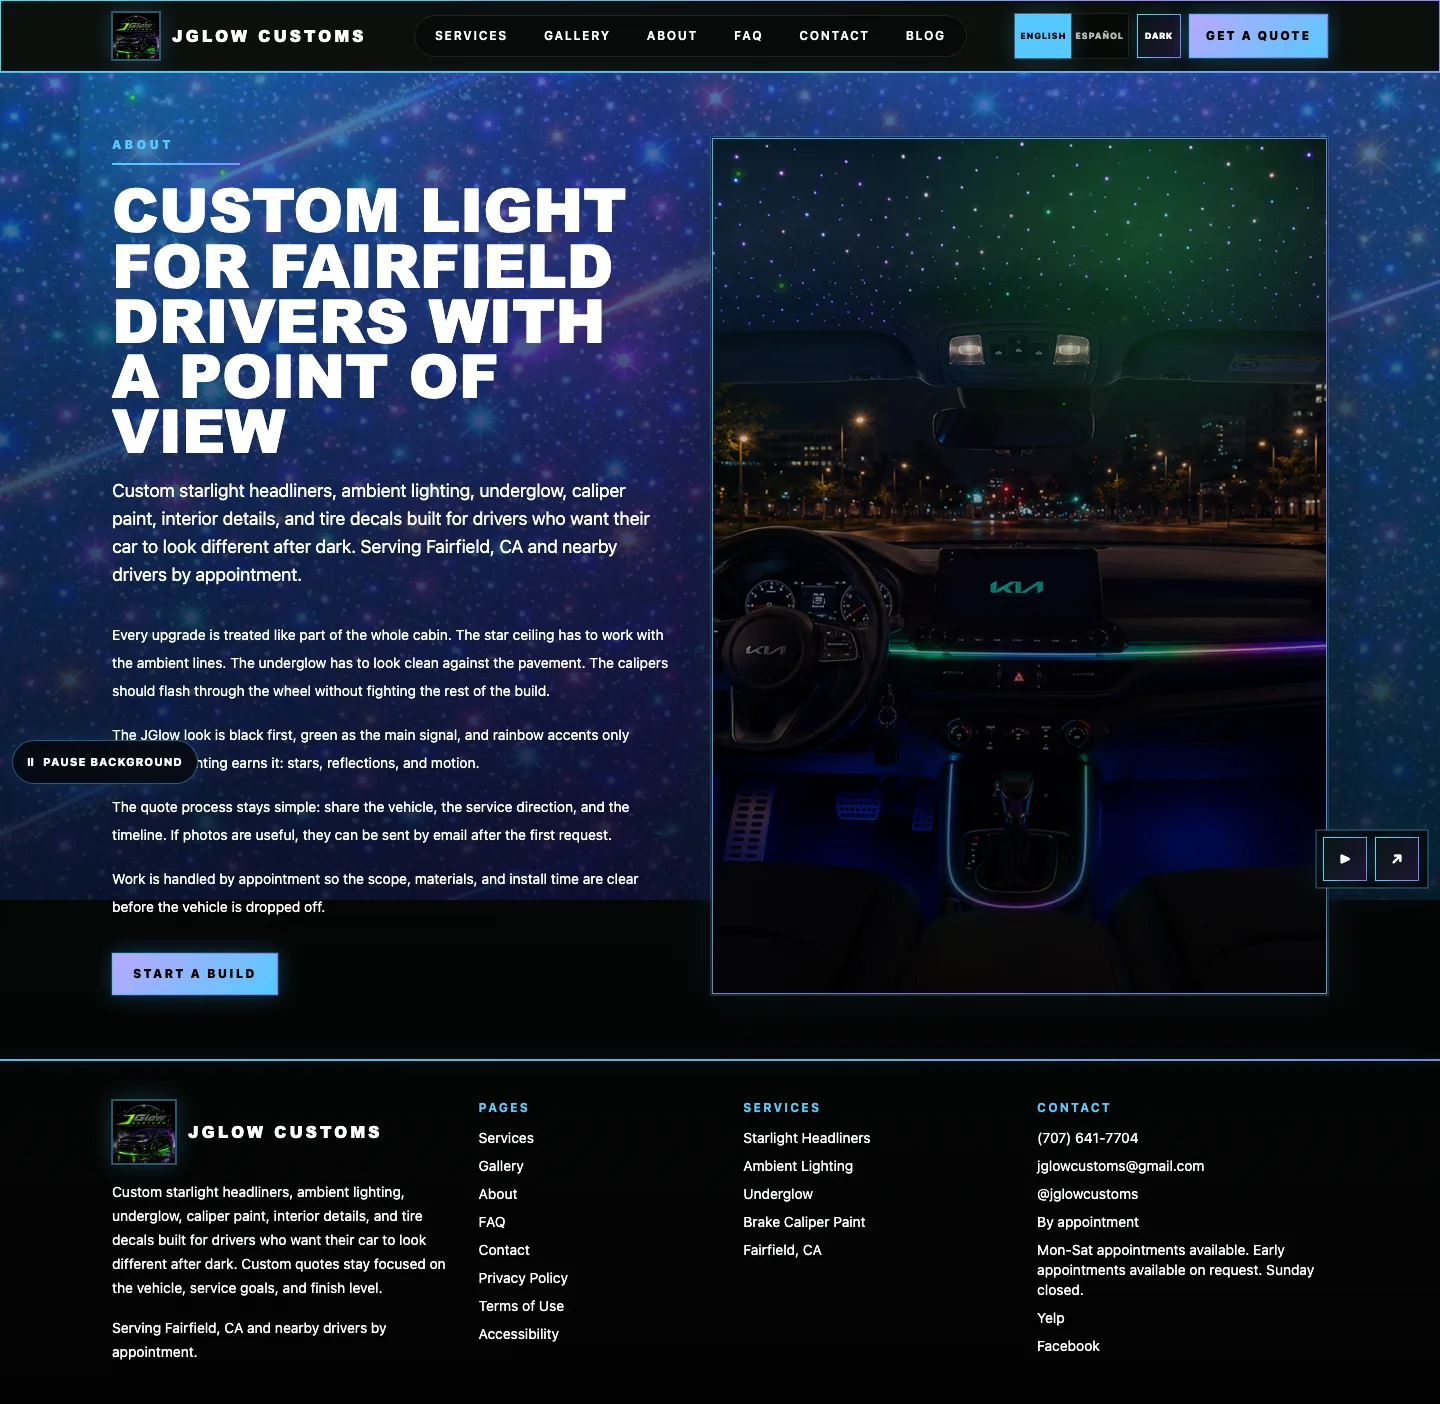 JGLOW CUSTOMS
SERVICES
GALLERY
ABOUT
FAQ
CONTACT
BLOG
ENGLISH
ESPAÑOL
DARK
GET A QUOTE
ABOUT
CUSTOM LIGHT
FOR FAIRFIELD
DRIVERS WITH
A POINT OF
VIEW
Custom starlight headliners, ambient lighting, underglow, caliper
paint, interior details, and tire decals built for drivers who want their
car to look different after dark. Serving Fairfield, CA and nearby
drivers by appointment.
Every upgrade is treated like part of the whole cabin. The star ceiling has to work with
the ambient lines. The underglow has to look clean against the pavement. The calipers
should flash through the wheel without fighting the rest of the build.
The JGlow look is black first, green as the main signal, and rainbow accents only
earns it: stars, reflections, and motion.
PAUSE BACKGROUND
The quote process stays simple: share the vehicle, the service direction, and the
timeline. If photos are useful, they can be sent by email after the first request.
Work is handled by appointment so the scope, materials, and install time are clear
before the vehicle is dropped off.
START A BUILD
KIA
KIA
JGlow
JGLOW CUSTOMS
Custom starlight headliners, ambient lighting,
underglow, caliper paint, interior details, and tire
decals built for drivers who want their car to look
different after dark. Custom quotes stay focused on
the vehicle, service goals, and finish level.
Serving Fairfield, CA and nearby drivers by
appointment.
PAGES
Services
Gallery
About
FAQ
Contact
Privacy Policy
Terms of Use
Accessibility
SERVICES
Starlight Headliners
Ambient Lighting
Underglow
Brake Caliper Paint
Fairfield, CA
CONTACT
(707) 641-7704
jglowcustoms@gmail.com
@jglowcustoms
By appointment
Mon-Sat appointments available. Early
appointments available on request. Sunday
closed.
Yelp
Facebook